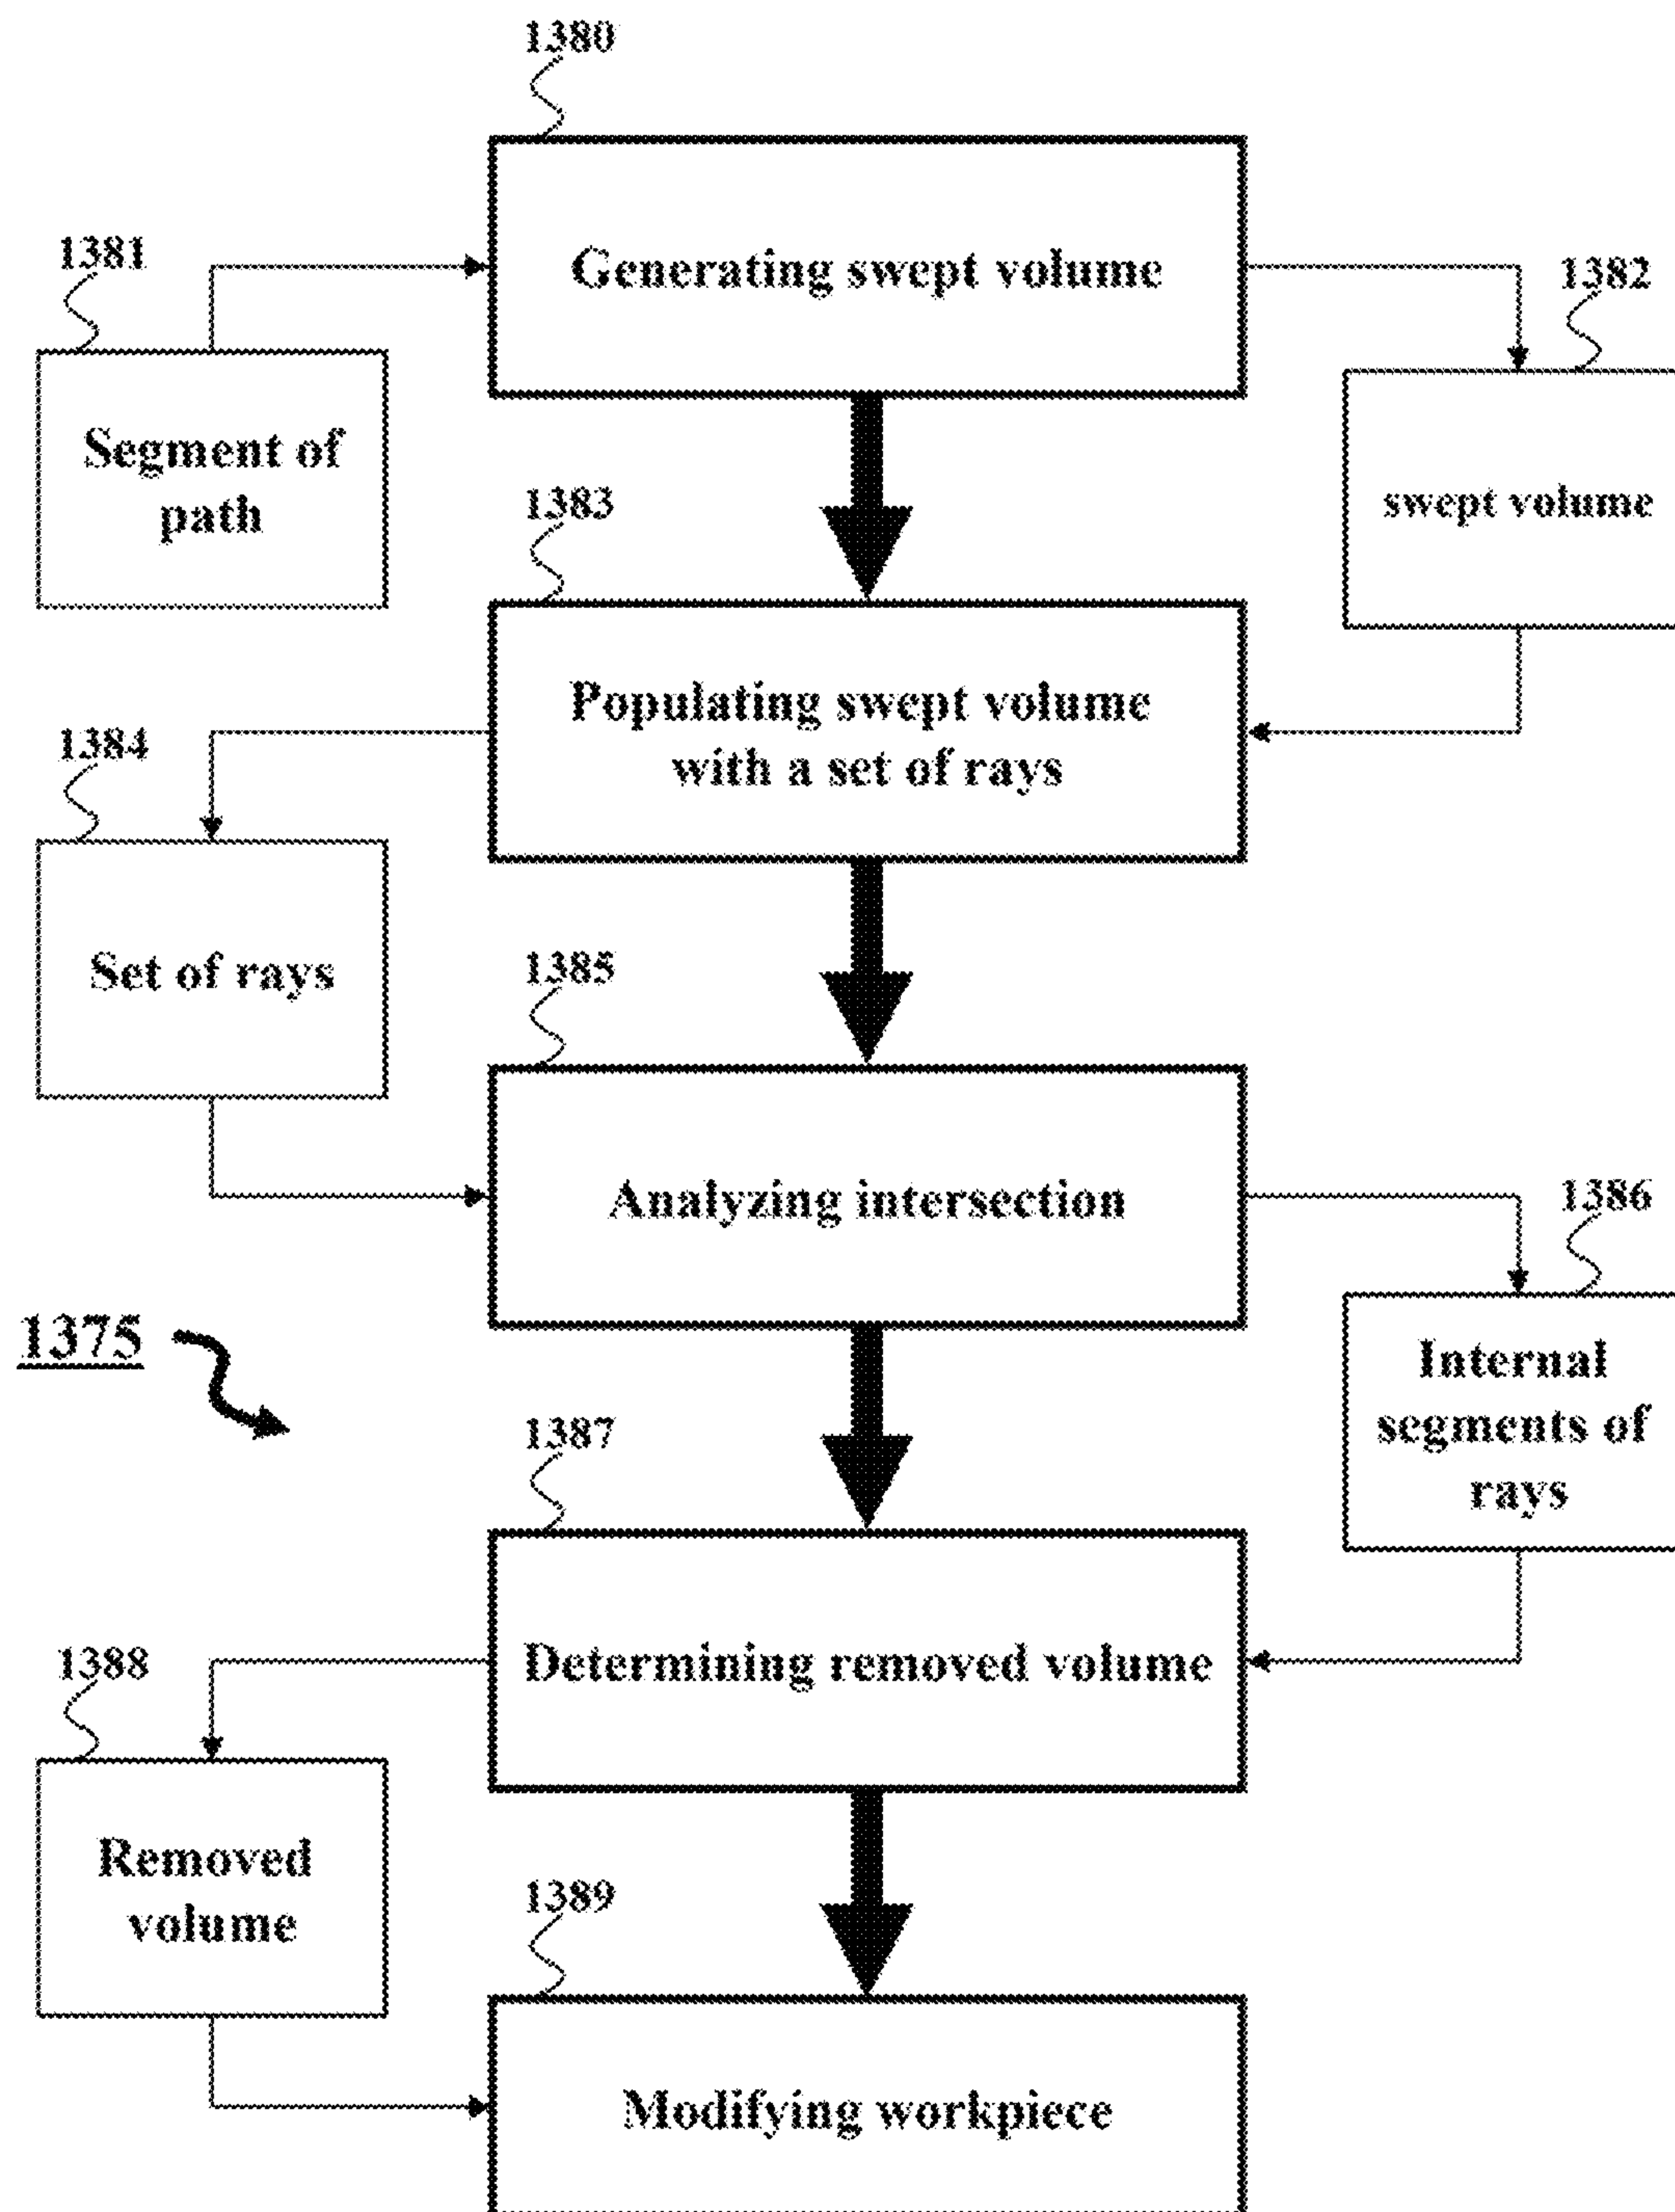 1380
Generating swept volume
1381
Segment of
path
1382
swept volume
1383
Populating swept volume
with a set of rays
1384
Set of rays
1385
Analyzing intersection
1386
Internal
segments of
rays
1375
1387
Determining removed volume
1388
Removed
volume
1389
Modifying workpiece